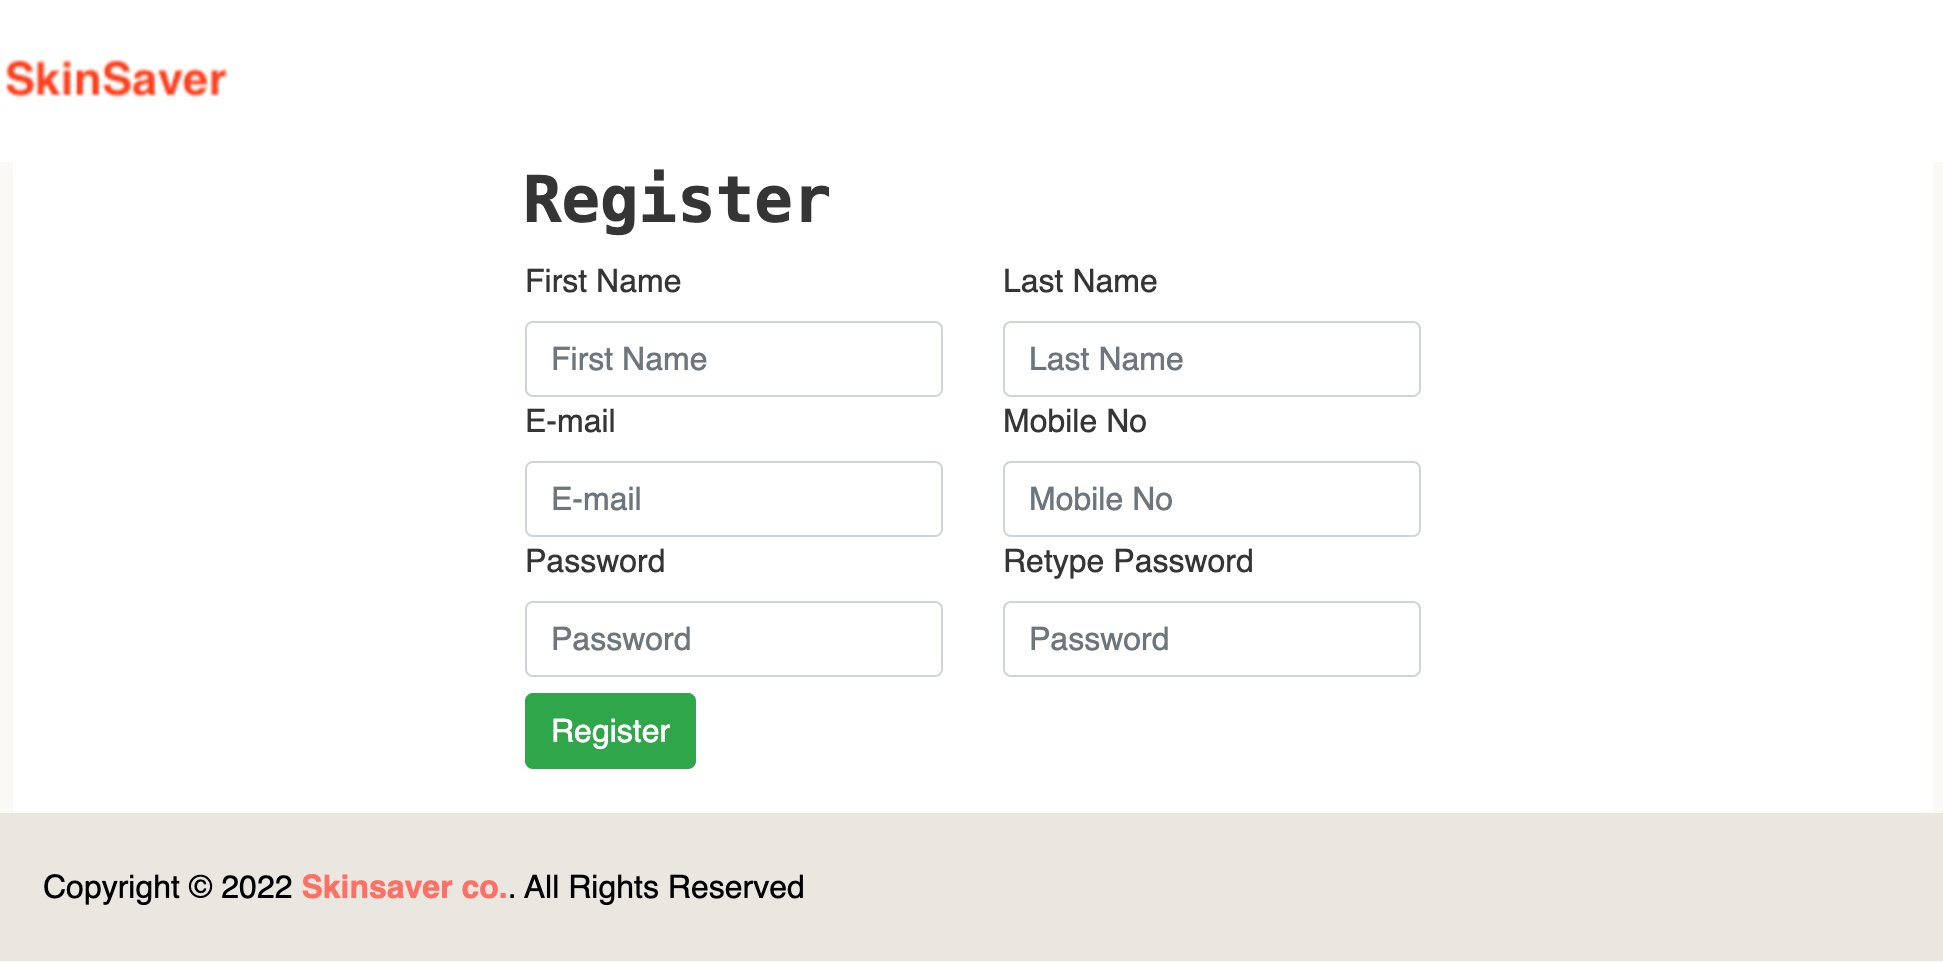 SkinSaver
Register
First Name
Last Name
First Name
Last Name
E-mail
Mobile No
E-mail
Mobile No
Password
Retype Password
Password
Password
Register
Copyright © 2022 Skinsaver co.. All Rights Reserved